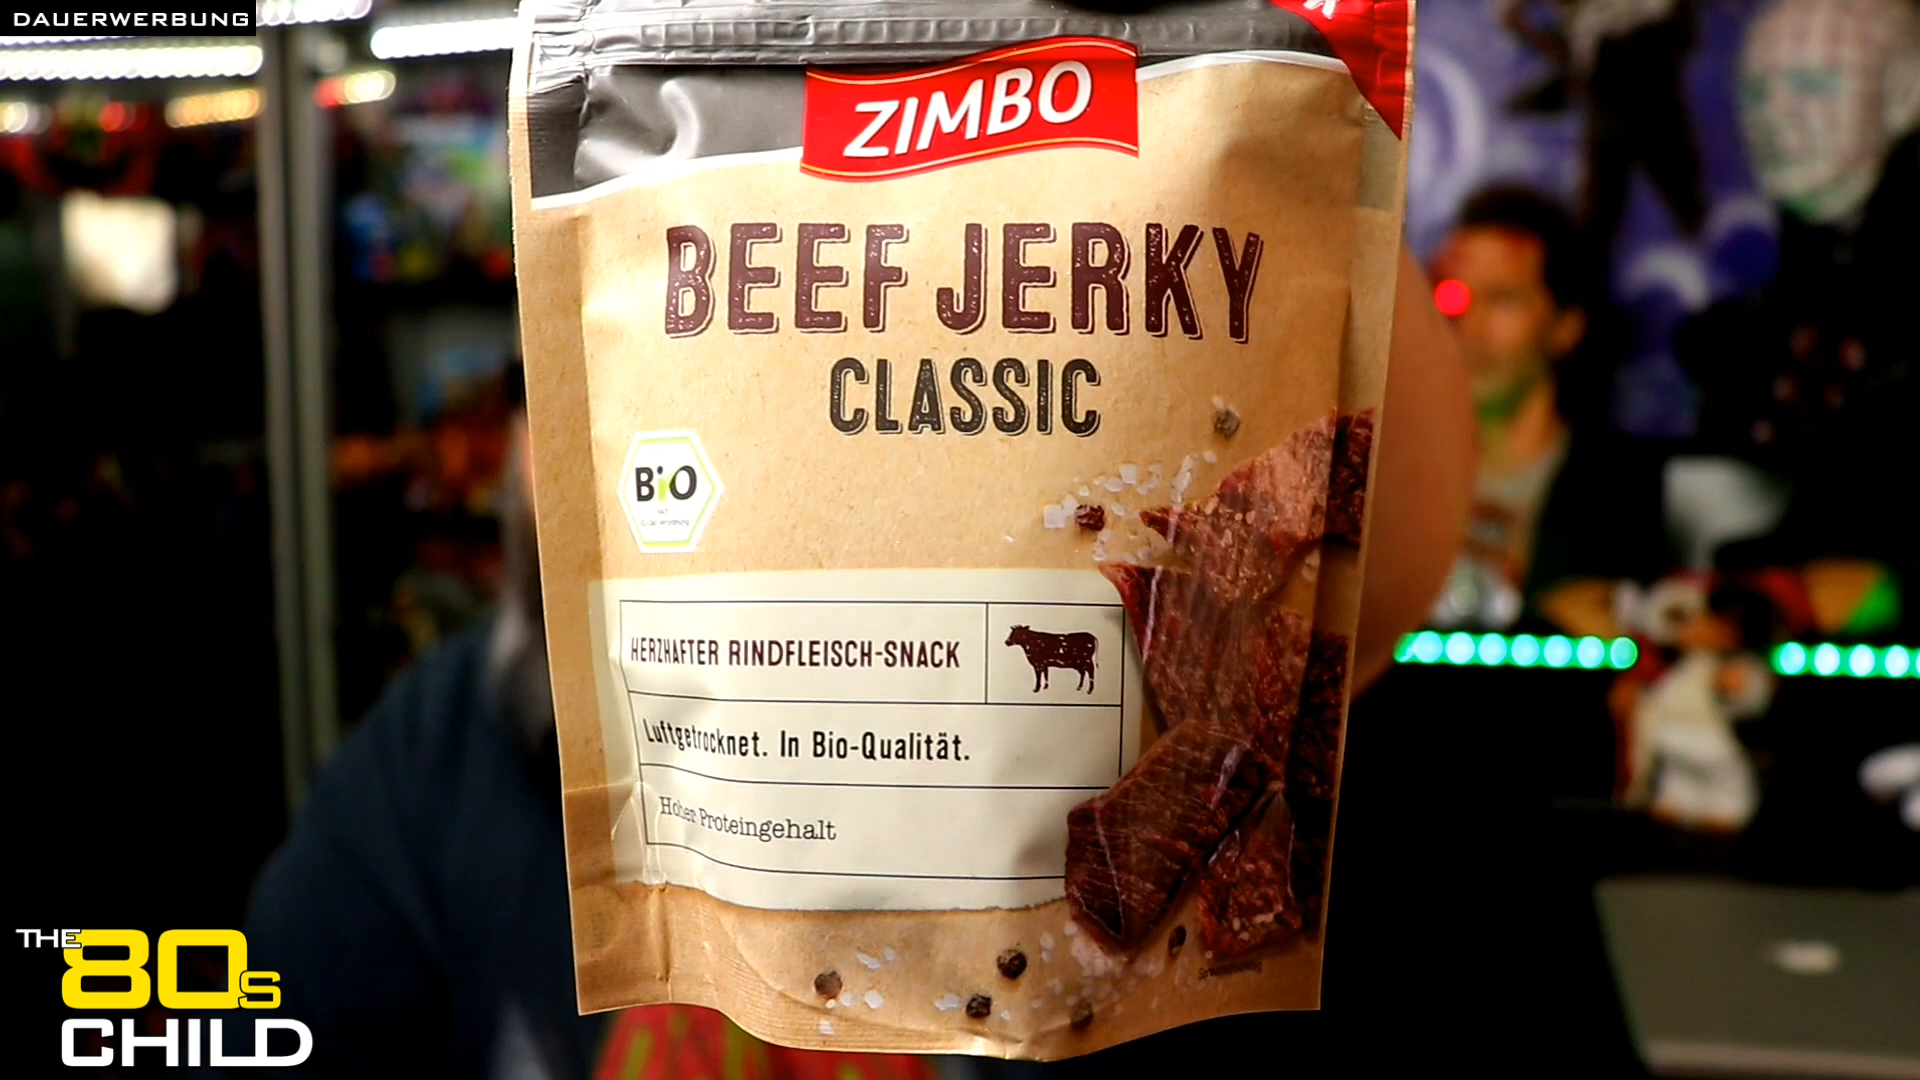 DAUERWERBUNG
ZIMBO
BEEF JERKY
CLASSIC
BiO
HERZHAFTER RINDFLEISCH-SNACK
Luftgetrocknet. In Bio-Qualität.
Hoher Proteingehalt
THE
80s
CHILD